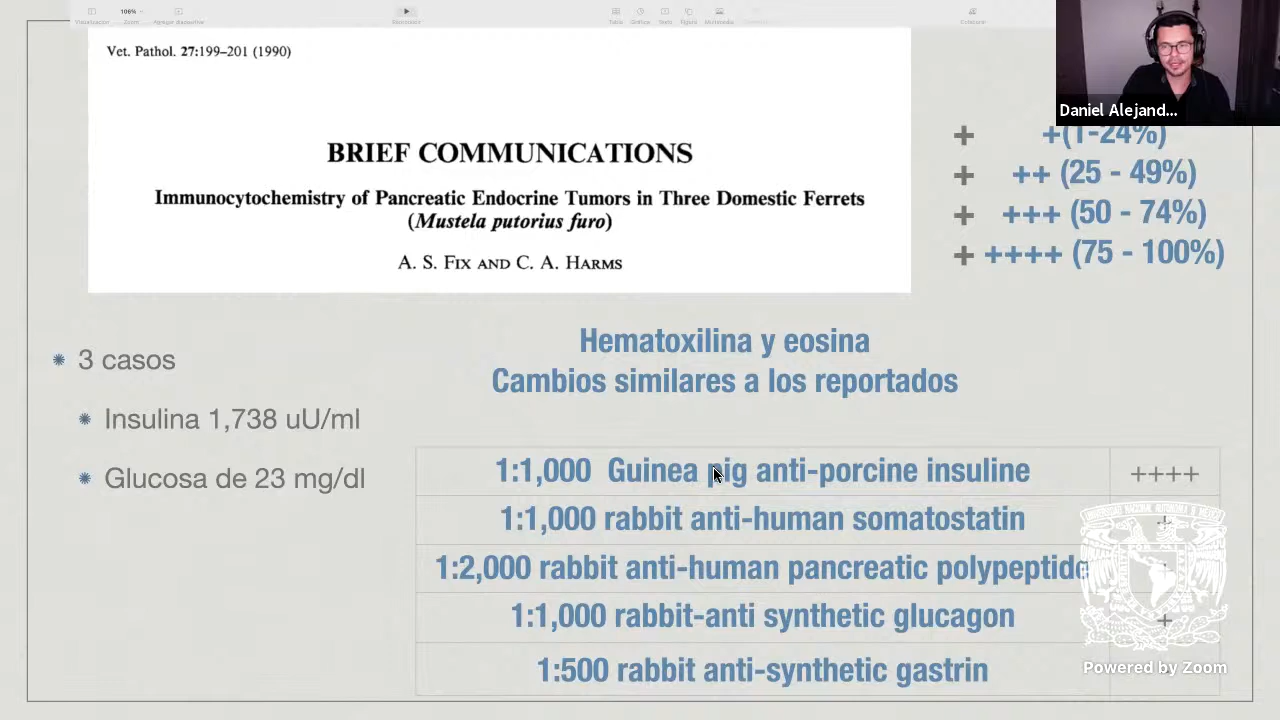 106%
Vet. Pathol. 27:199–201 (1990)
BRIEF COMMUNICATIONS
Immunocytochemistry of Pancreatic Endocrine Tumors in Three Domestic Ferrets
(Mustela putorius furo)
A. S. FIX AND C. A. HARMS
Daniel Alejand...
+ +(1-24%)
+ ++ (25 - 49%)
+ +++ (50 - 74%)
+ ++++ (75 - 100%)
3 casos
Insulina 1,738 uU/ml
Glucosa de 23 mg/dl
Hematoxilina y eosina
Cambios similares a los reportados
1:1,000 Guinea pig anti-porcine insuline ++++
1:1,000 rabbit anti-human somatostatin +
1:2,000 rabbit anti-human pancreatic polypeptide +
1:1,000 rabbit-anti synthetic glucagon +
1:500 rabbit anti-synthetic gastrin
Powered by Zoom